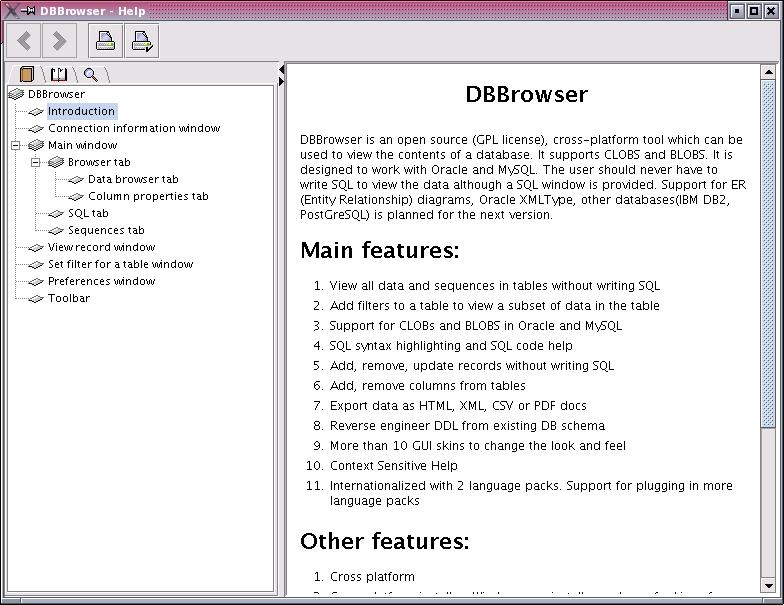 DBBrowser - Help
DBBrowser
Introduction
Connection information window
Main window
Browser tab
Data browser tab
Column properties tab
SQL tab
Sequences tab
View record window
Set filter for a table window
Preferences window
Toolbar
DBBrowser
DBBrowser is an open source (GPL license), cross-platform tool which can be
used to view the contents of a database. It supports CLOBS and BLOBS. It is
designed to work with Oracle and MySQL. The user should never have to
write SQL to view the data although a SQL window is provided. Support for ER
(Entity Relationship) diagrams, Oracle XMLType, other databases(IBM DB2,
PostGreSQL) is planned for the next version.
Main features:
1. View all data and sequences in tables without writing SQL
2. Add filters to a table to view a subset of data in the table
3. Support for CLOBs and BLOBS in Oracle and MySQL
4. SQL syntax highlighting and SQL code help
5. Add, remove, update records without writing SQL
6. Add, remove columns from tables
7. Export data as HTML, XML, CSV or PDF docs
8. Reverse engineer DDL from existing DB schema
9. More than 10 GUI skins to change the look and feel
10. Context Sensitive Help
11. Internationalized with 2 language packs. Support for plugging in more
language packs
Other features:
1. Cross platform